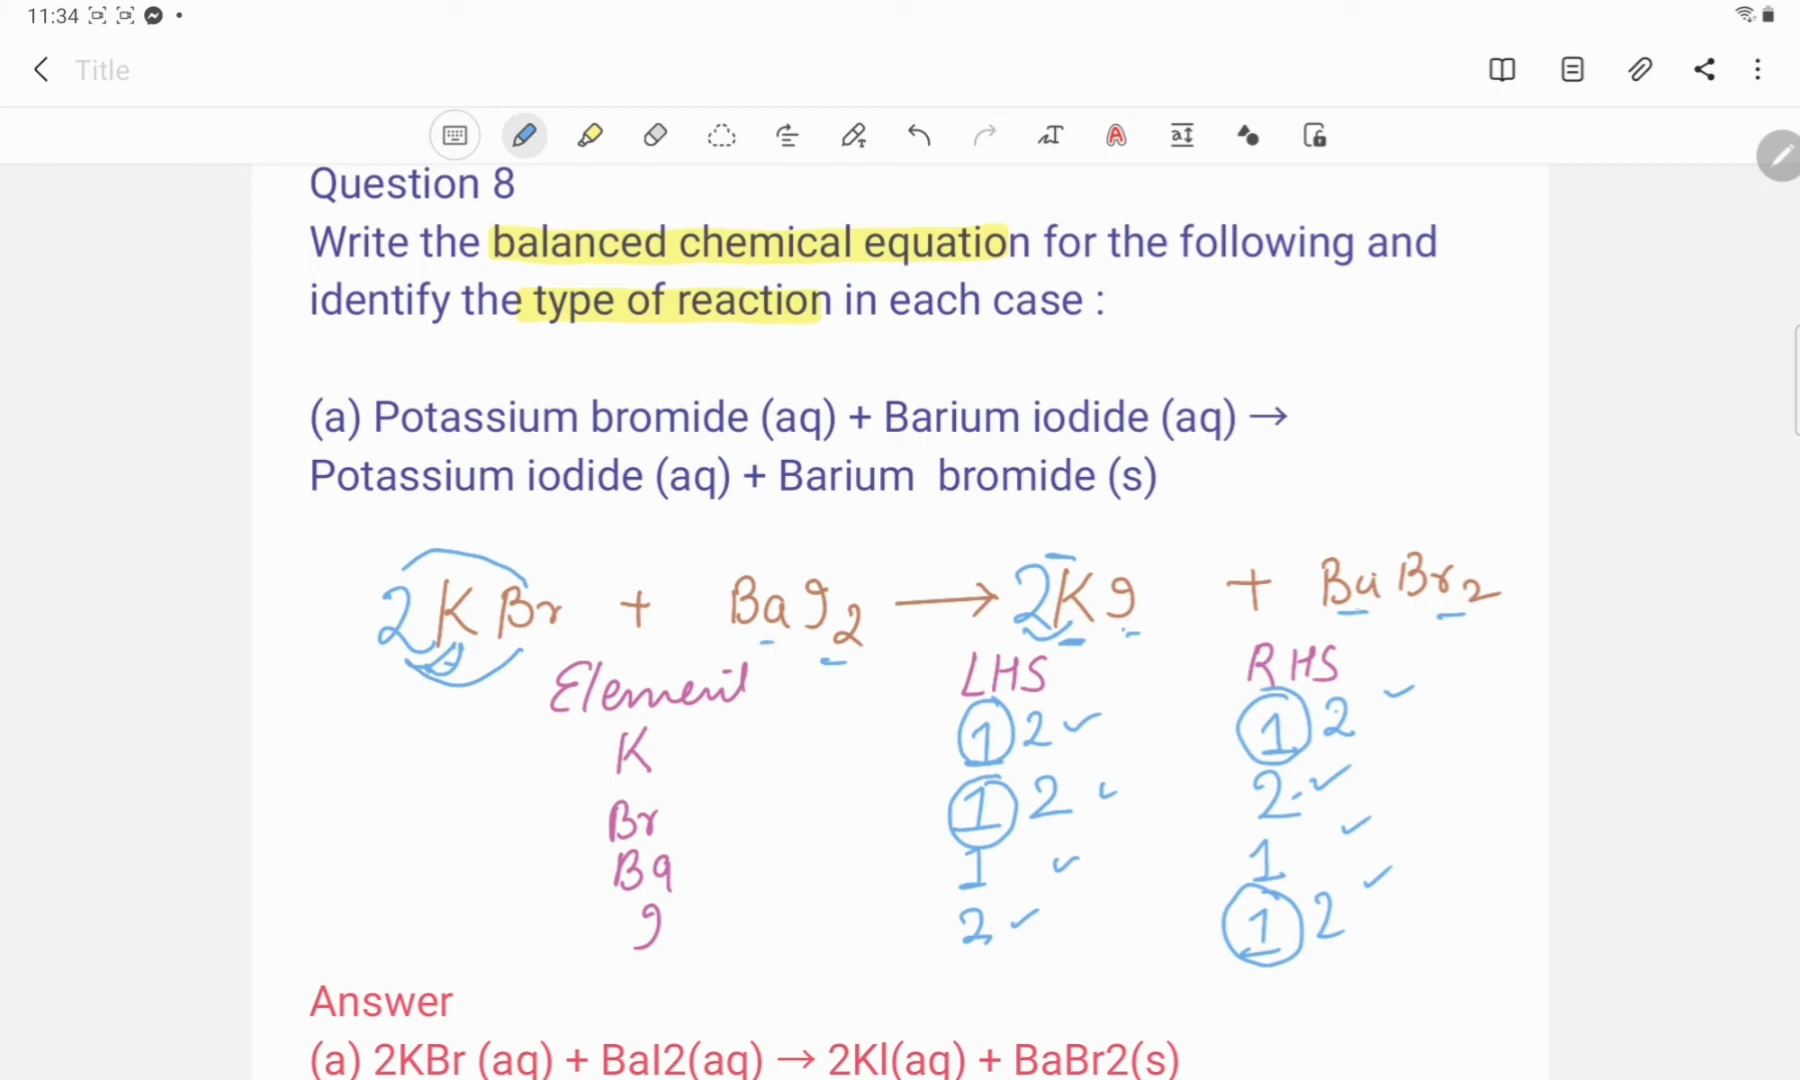 11:34
Title
Question 8
Write the balanced chemical equation for the following and
identify the type of reaction in each case :
(a) Potassium bromide (aq) + Barium iodide (aq) →
Potassium iodide (aq) + Barium bromide (s)
2KBr + BaI2 → 2KI + BaBr2
Element LHS RHS
K 1 2 ✓ 1 2 ✓
Br 1 2 ✓ 2 ✓
Ba 1 ✓ 1 ✓
I 2 ✓ 1 2 ✓
Answer
(a) 2KBr (aq) + BaI2(aq) → 2KI(aq) + BaBr2(s)